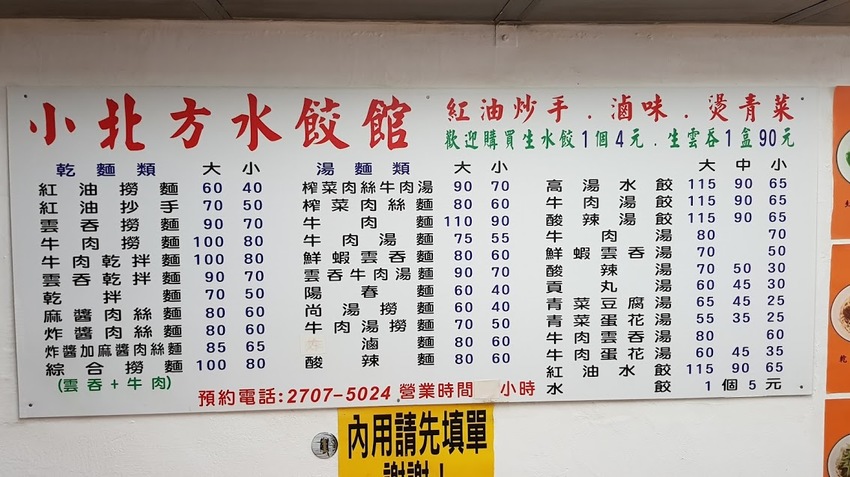 小北方水餃館
紅油炒手.滷味.燙青菜
歡迎購買生水餃1個4元.生雲吞1盒90元
乾麵類 大 小
紅油撈麵 60 40
紅油抄手 70 50
雲吞撈麵 90 70
牛肉撈麵 100 80
牛肉乾拌麵 100 80
雲吞乾拌麵 90 70
乾拌麵 70 50
麻醬肉絲麵 80 60
炸醬肉絲麵 80 60
炸醬加麻醬肉絲麵 85 65
綜合撈麵 100 80
(雲吞+牛肉)
湯麵類 大 小
榨菜肉絲牛肉湯 90 70
榨菜肉絲麵 80 60
牛肉麵 110 90
牛肉湯麵 75 55
鮮蝦雲吞麵 80 60
雲吞牛肉湯麵 90 70
陽春麵 60 40
尚湯撈麵 60 40
牛肉湯撈麵 70 50
滷麵 80 60
酸辣麵 80 60
大 中 小
高湯水餃 115 90 65
牛肉湯餃 115 90 65
酸辣湯餃 115 90 65
牛肉湯 80 70
鮮蝦雲吞湯 70 50
酸辣湯 70 50 30
貢丸湯 60 45 30
青菜豆腐湯 65 45 25
青菜蛋花湯 55 35 25
牛肉雲吞湯 80 60
牛肉蛋花湯 60 45 35
紅油水餃 115 90 65
水餃 1個5元
預約電話:2707-5024 營業時間 小時
內用請先填單
謝謝!